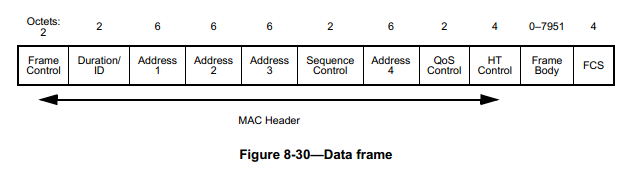 Octets:
2 2 6 6 6 2 6 2 4 0–7951 4
Frame Control Duration/ID Address 1 Address 2 Address 3 Sequence Control Address 4 QoS Control HT Control Frame Body FCS
MAC Header
Figure 8-30—Data frame